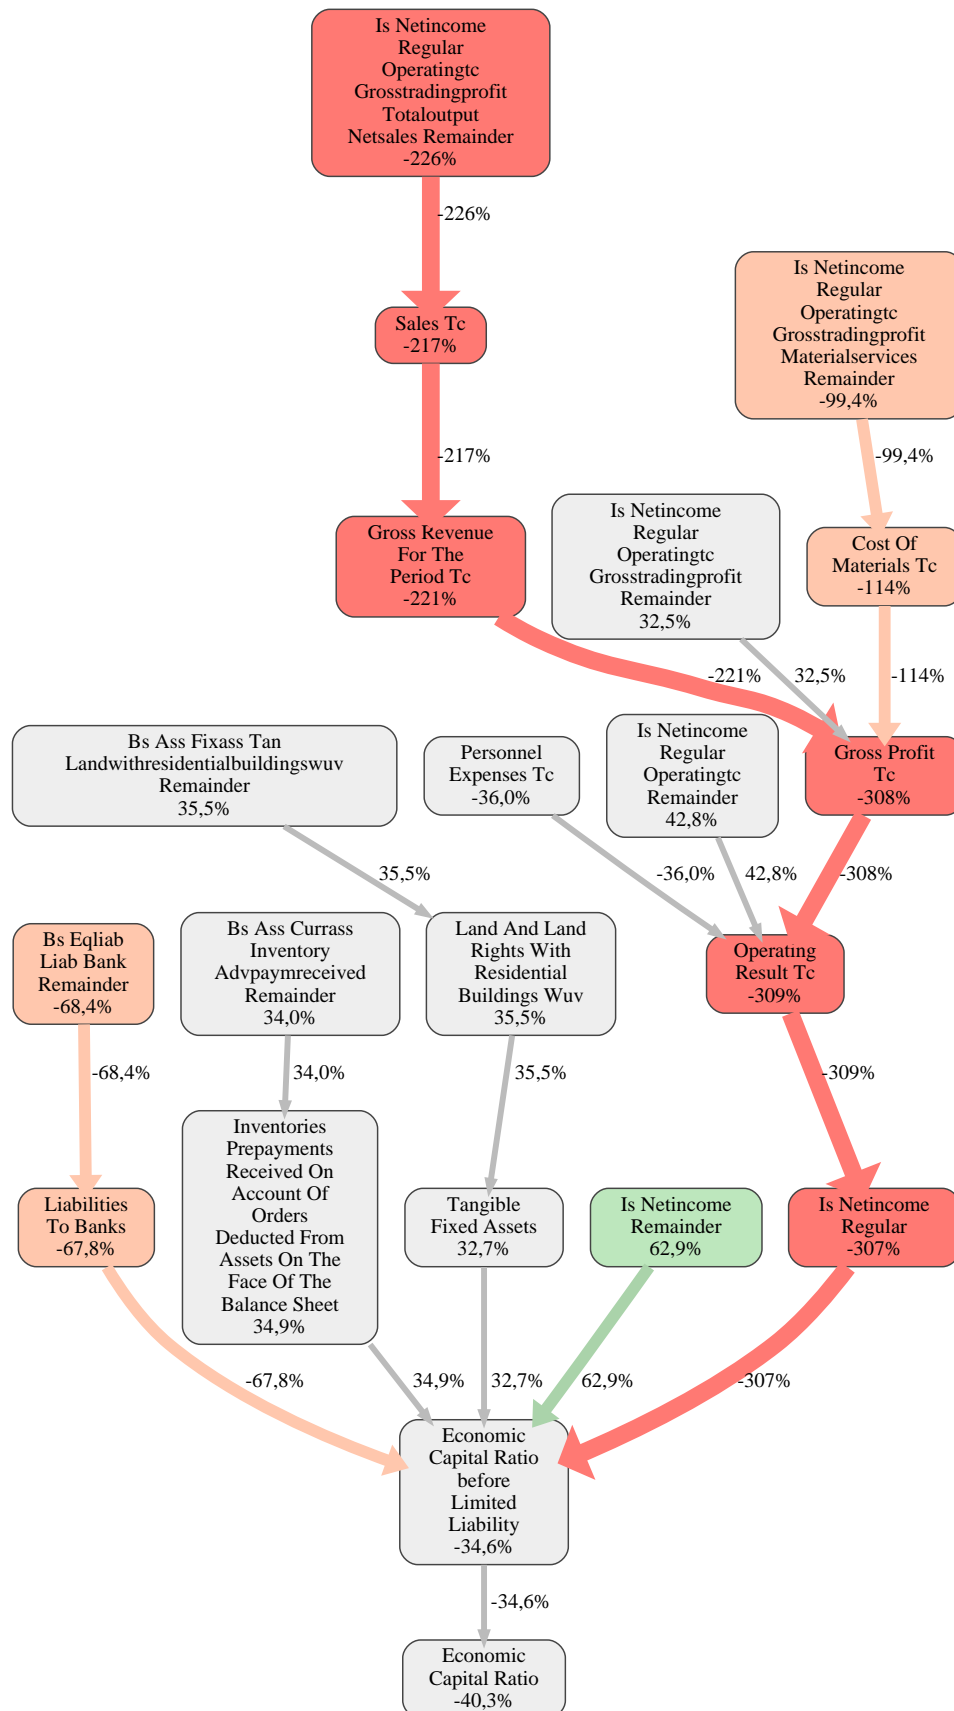 Is Netincome
Regular
Operatingtc
Grosstradingprofit
Totaloutput
Netsales Remainder
-226%
-226%
Is Netincome
Regular
Operatingtc
Grosstradingprofit
Materialservices
Remainder
-99,4%
Sales Tc
-217%
-217%
-99,4%
Is Netincome
Regular
Operatingtc
Grosstradingprofit
Remainder
32,5%
Gross Revenue
For The
Period Tc
-221%
Cost Of
Materials Tc
-114%
-221%
32,5%
-114%
Bs Ass Fixass Tan
Landwithresidentialbuildingswuv
Remainder
35,5%
Personnel
Expenses Tc
-36,0%
Is Netincome
Regular
Operatingtc
Remainder
42,8%
Gross Profit
Tc
-308%
35,5%
-36,0%
42,8%
-308%
Bs Eqliab
Liab Bank
Remainder
-68,4%
Bs Ass Currass
Inventory
Advpaymreceived
Remainder
34,0%
Land And Land
Rights With
Residential
Buildings Wuv
35,5%
Operating
Result Tc
-309%
-68,4%
34,0%
35,5%
-309%
Liabilities
To Banks
-67,8%
Inventories
Prepayments
Received On
Account Of
Orders
Deducted From
Assets On The
Face Of The
Balance Sheet
34,9%
Tangible
Fixed Assets
32,7%
Is Netincome
Remainder
62,9%
Is Netincome
Regular
-307%
-67,8%
34,9%
32,7%
62,9%
-307%
Economic
Capital Ratio
before
Limited
Liability
-34,6%
-34,6%
Economic
Capital Ratio
-40,3%